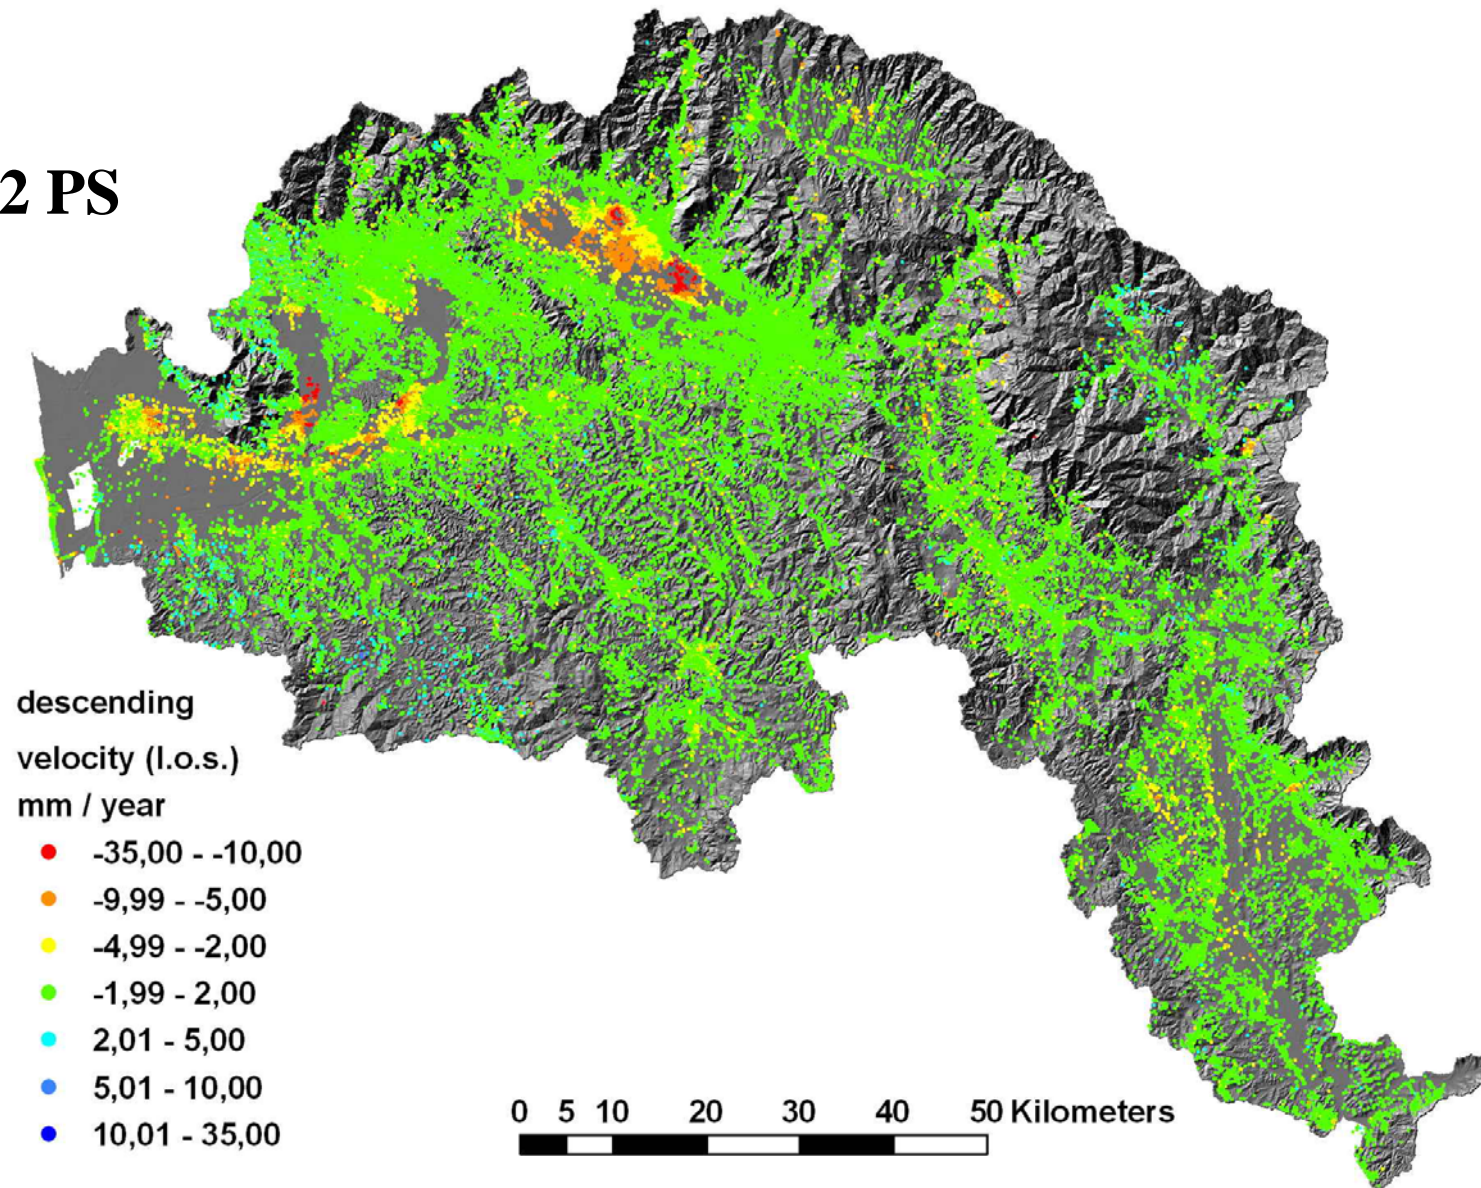 2 PS
descending
velocity (l.o.s.)
mm / year
-35,00 - -10,00
-9,99 - -5,00
-4,99 - -2,00
-1,99 - 2,00
2,01 - 5,00
5,01 - 10,00
10,01 - 35,00
0 5 10 20 30 40 50 Kilometers